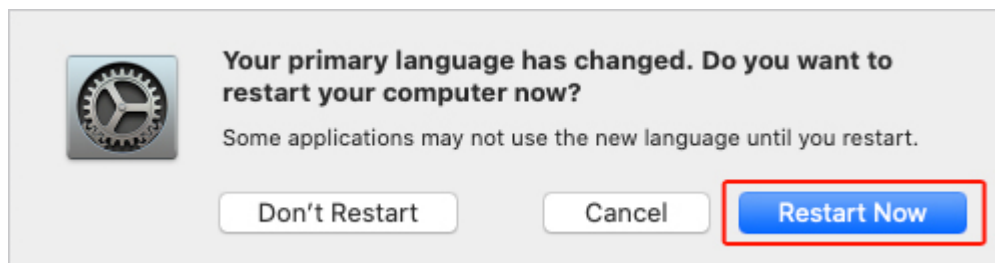 Your primary language has changed. Do you want to
restart your computer now?
Some applications may not use the new language until you restart.
Don't Restart Cancel Restart Now